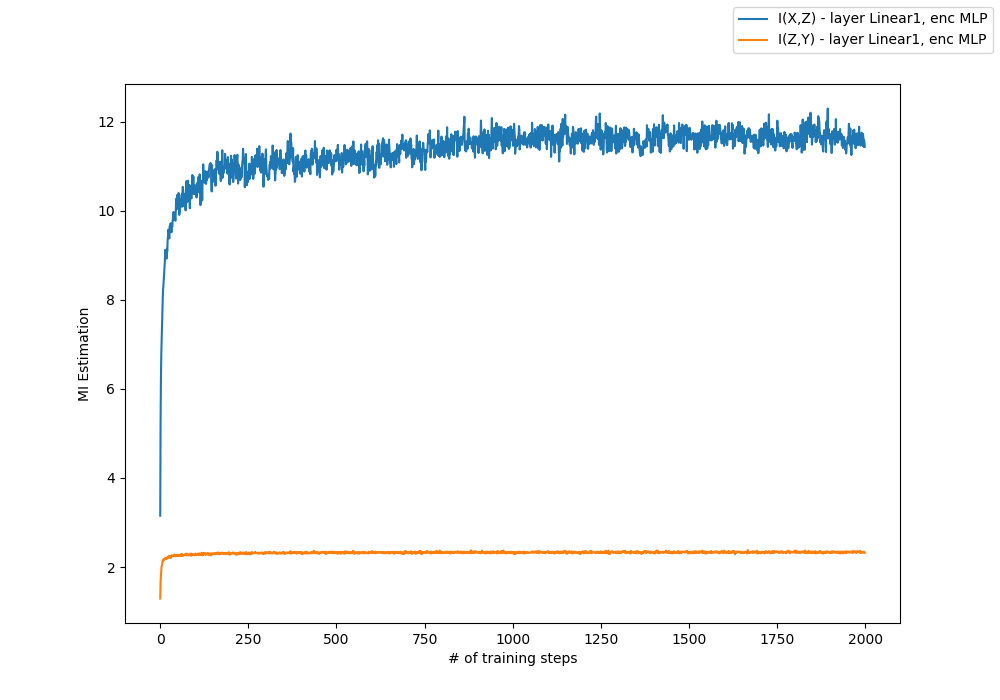 I(X,Z) - layer Linear1, enc MLP
I(Z,Y) - layer Linear1, enc MLP
12
10
8
6
4
2
MI Estimation
0 250 500 750 1000 1250 1500 1750 2000
# of training steps